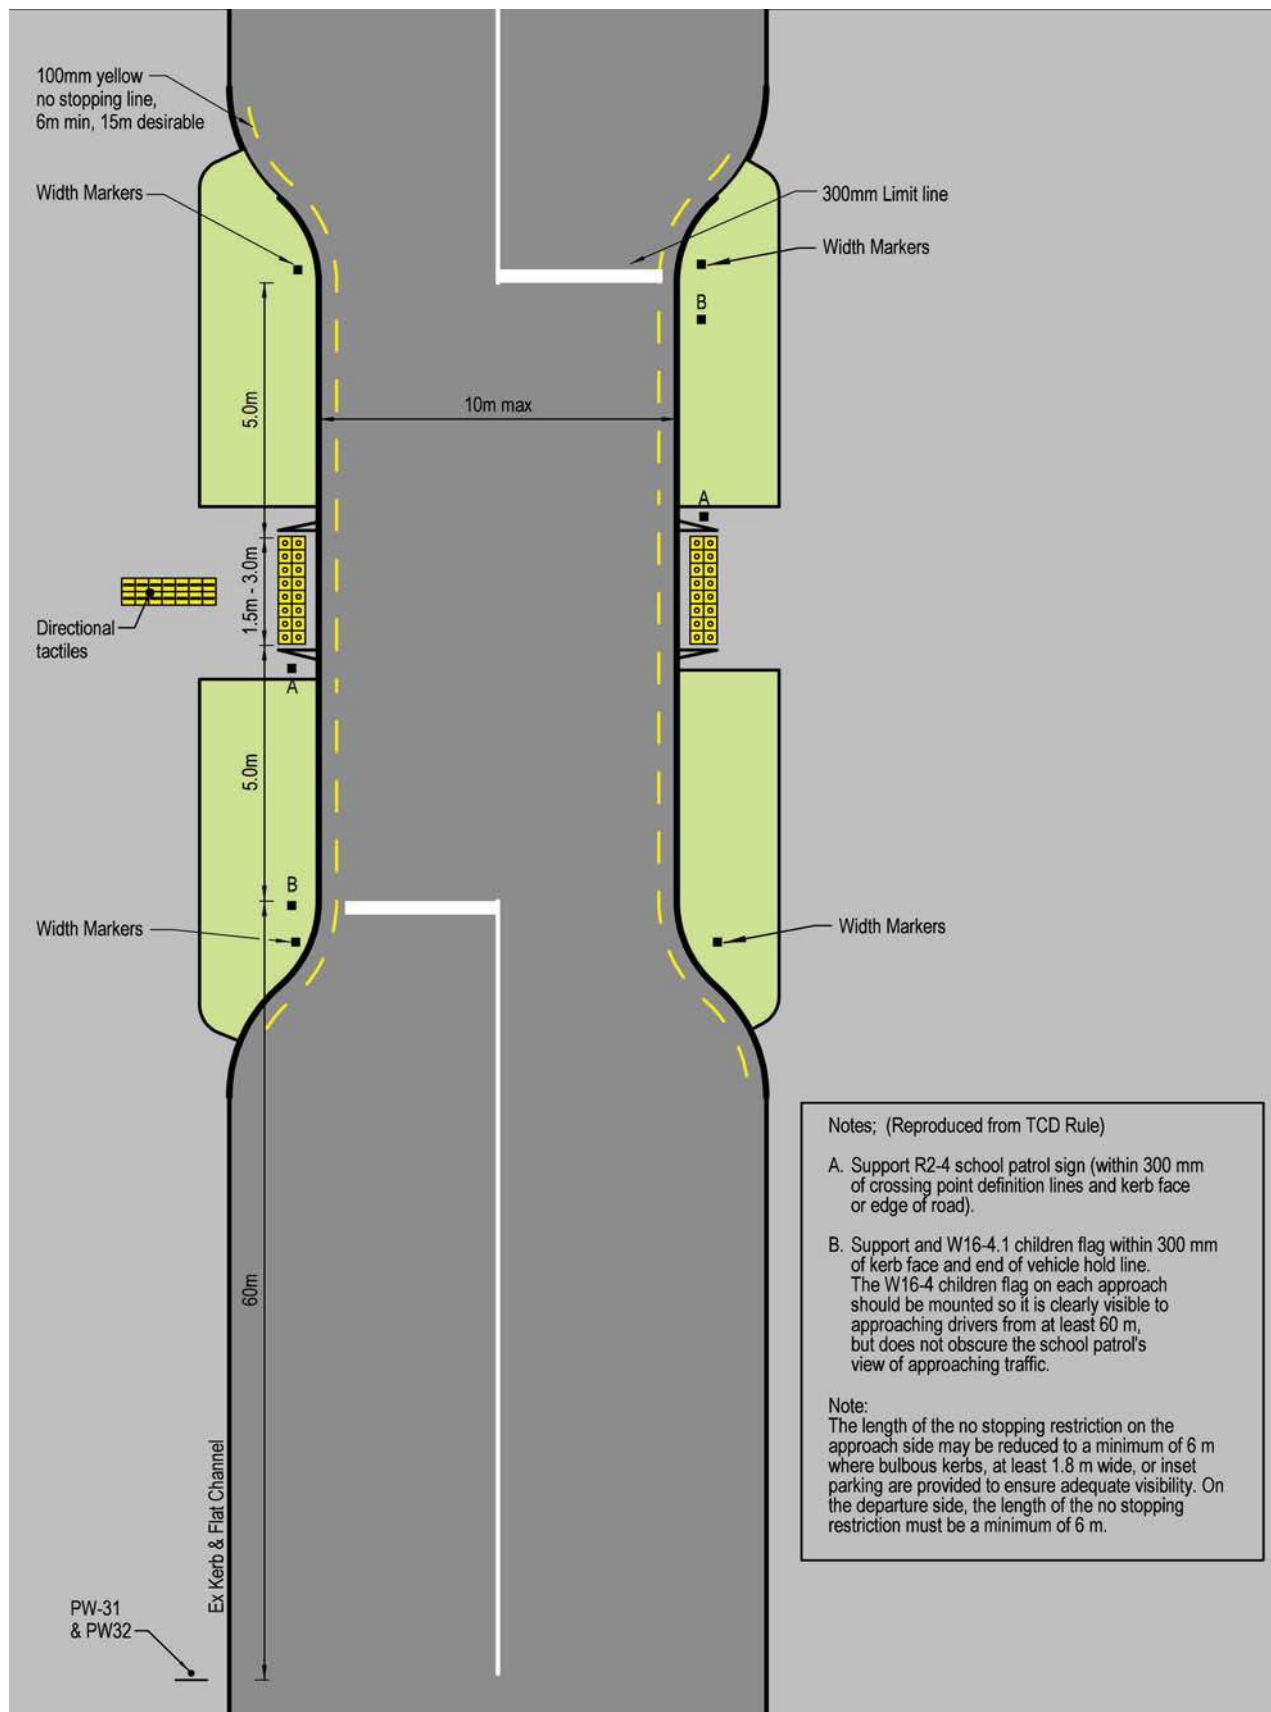 100mm yellow
no stopping line,
6m min, 15m desirable
Width Markers
300mm Limit line
Width Markers
B
5.0m
10m max
A
1.5m - 3.0m
Directional
tactiles
A
5.0m
B
Width Markers
Width Markers
60m
Ex Kerb & Flat Channel
PW-31
& PW32
Notes; (Reproduced from TCD Rule)
A. Support R2-4 school patrol sign (within 300 mm
of crossing point definition lines and kerb face
or edge of road).
B. Support and W16-4.1 children flag within 300 mm
of kerb face and end of vehicle hold line.
The W16-4 children flag on each approach
should be mounted so it is clearly visible to
approaching drivers from at least 60 m,
but does not obscure the school patrol's
view of approaching traffic.
Note:
The length of the no stopping restriction on the
approach side may be reduced to a minimum of 6 m
where bulbous kerbs, at least 1.8 m wide, or inset
parking are provided to ensure adequate visibility. On
the departure side, the length of the no stopping
restriction must be a minimum of 6 m.